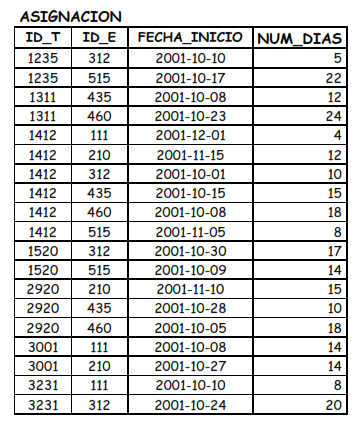 ASIGNACION
ID_T ID_E FECHA_INICIO NUM_DIAS
1235 312 2001-10-10 5
1235 515 2001-10-17 22
1311 435 2001-10-08 12
1311 460 2001-10-23 24
1412 111 2001-12-01 4
1412 210 2001-11-15 12
1412 312 2001-10-01 10
1412 435 2001-10-15 15
1412 460 2001-10-08 18
1412 515 2001-11-05 8
1520 312 2001-10-30 17
1520 515 2001-10-09 14
2920 210 2001-11-10 15
2920 435 2001-10-28 10
2920 460 2001-10-05 18
3001 111 2001-10-08 14
3001 210 2001-10-27 14
3231 111 2001-10-10 8
3231 312 2001-10-24 20